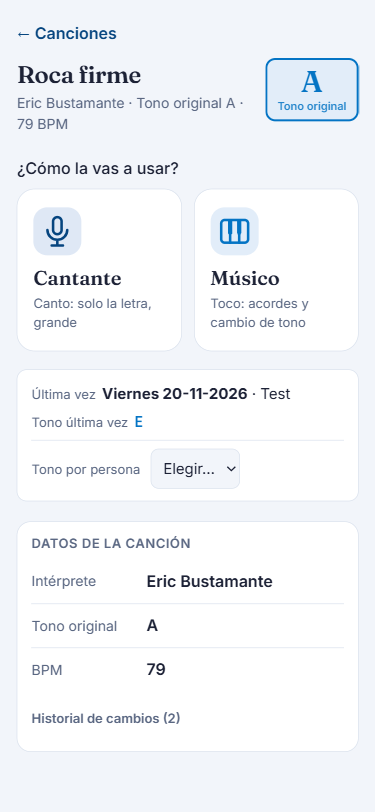 ← Canciones
Roca firme
Eric Bustamante · Tono original A ·
79 BPM
A
Tono original
¿Cómo la vas a usar?
Cantante
Canto: solo la letra,
grande
Músico
Toco: acordes y
cambio de tono
Última vez Viernes 20-11-2026 · Test
Tono última vez E
Tono por persona Elegir...
DATOS DE LA CANCIÓN
Intérprete Eric Bustamante
Tono original A
BPM 79
Historial de cambios (2)